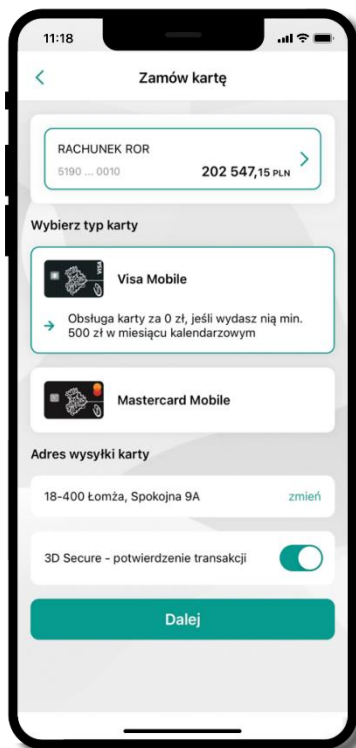 11:18
Zamów kartę
RACHUNEK ROR
5190 ... 0010
202 547,15 PLN
Wybierz typ karty
VISA
Visa Mobile
Obsługa karty za 0 zł, jeśli wydasz nią min.
500 zł w miesiącu kalendarzowym
Mastercard Mobile
Adres wysyłki karty
18-400 Łomża, Spokojna 9A
zmień
3D Secure - potwierdzenie transakcji
Dalej